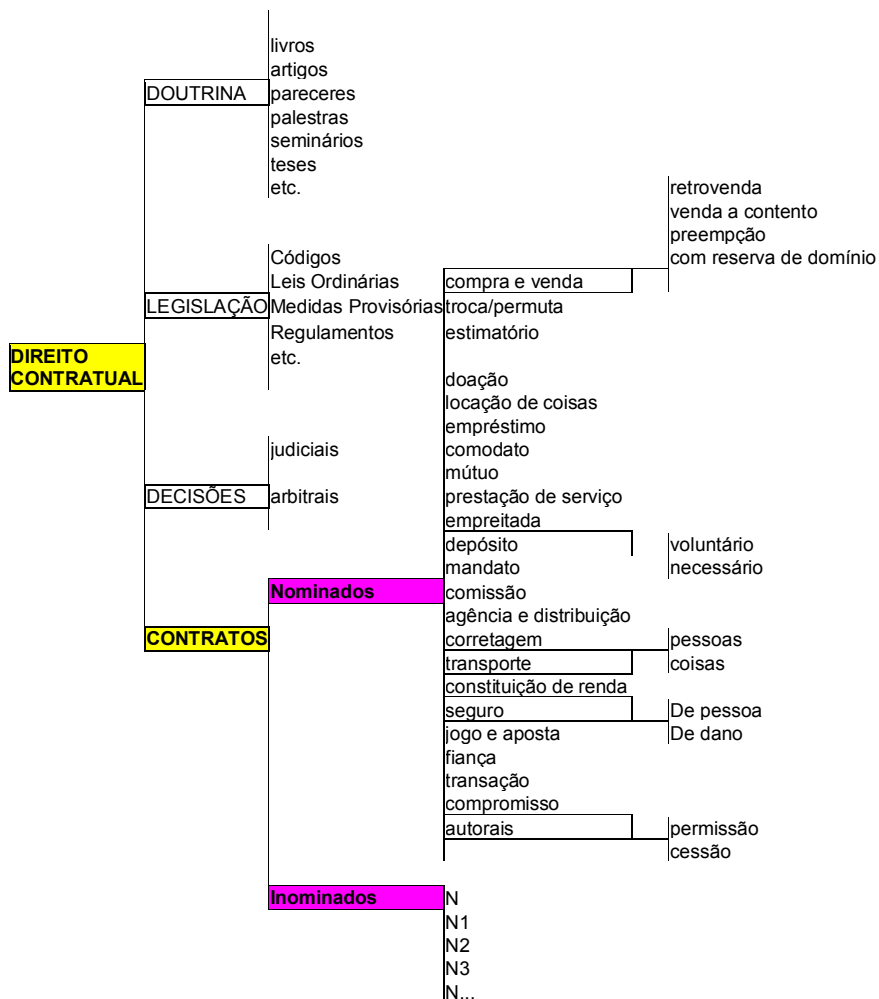 livros
artigos
DOUTRINA
pareceres
palestras
seminários
teses
etc.
retrovenda
venda a contento
preempção
com reserva de domínio
Códigos
Leis Ordinárias
compra e venda
LEGISLAÇÃO
Medidas Provisórias
troca/permuta
Regulamentos
estimatório
etc.
DIREITO
CONTRATUAL
doação
locação de coisas
empréstimo
judiciais
comodato
mútuo
DECISÕES
arbitrais
prestação de serviço
empreitada
depósito
voluntário
mandato
necessário
Nominados
comissão
agência e distribuição
CONTRATOS
corretagem
pessoas
transporte
coisas
constituição de renda
seguro
De pessoa
jogo e aposta
De dano
fiança
transação
compromisso
autorais
permissão
cessão
Inominados
N
N1
N2
N3
N...